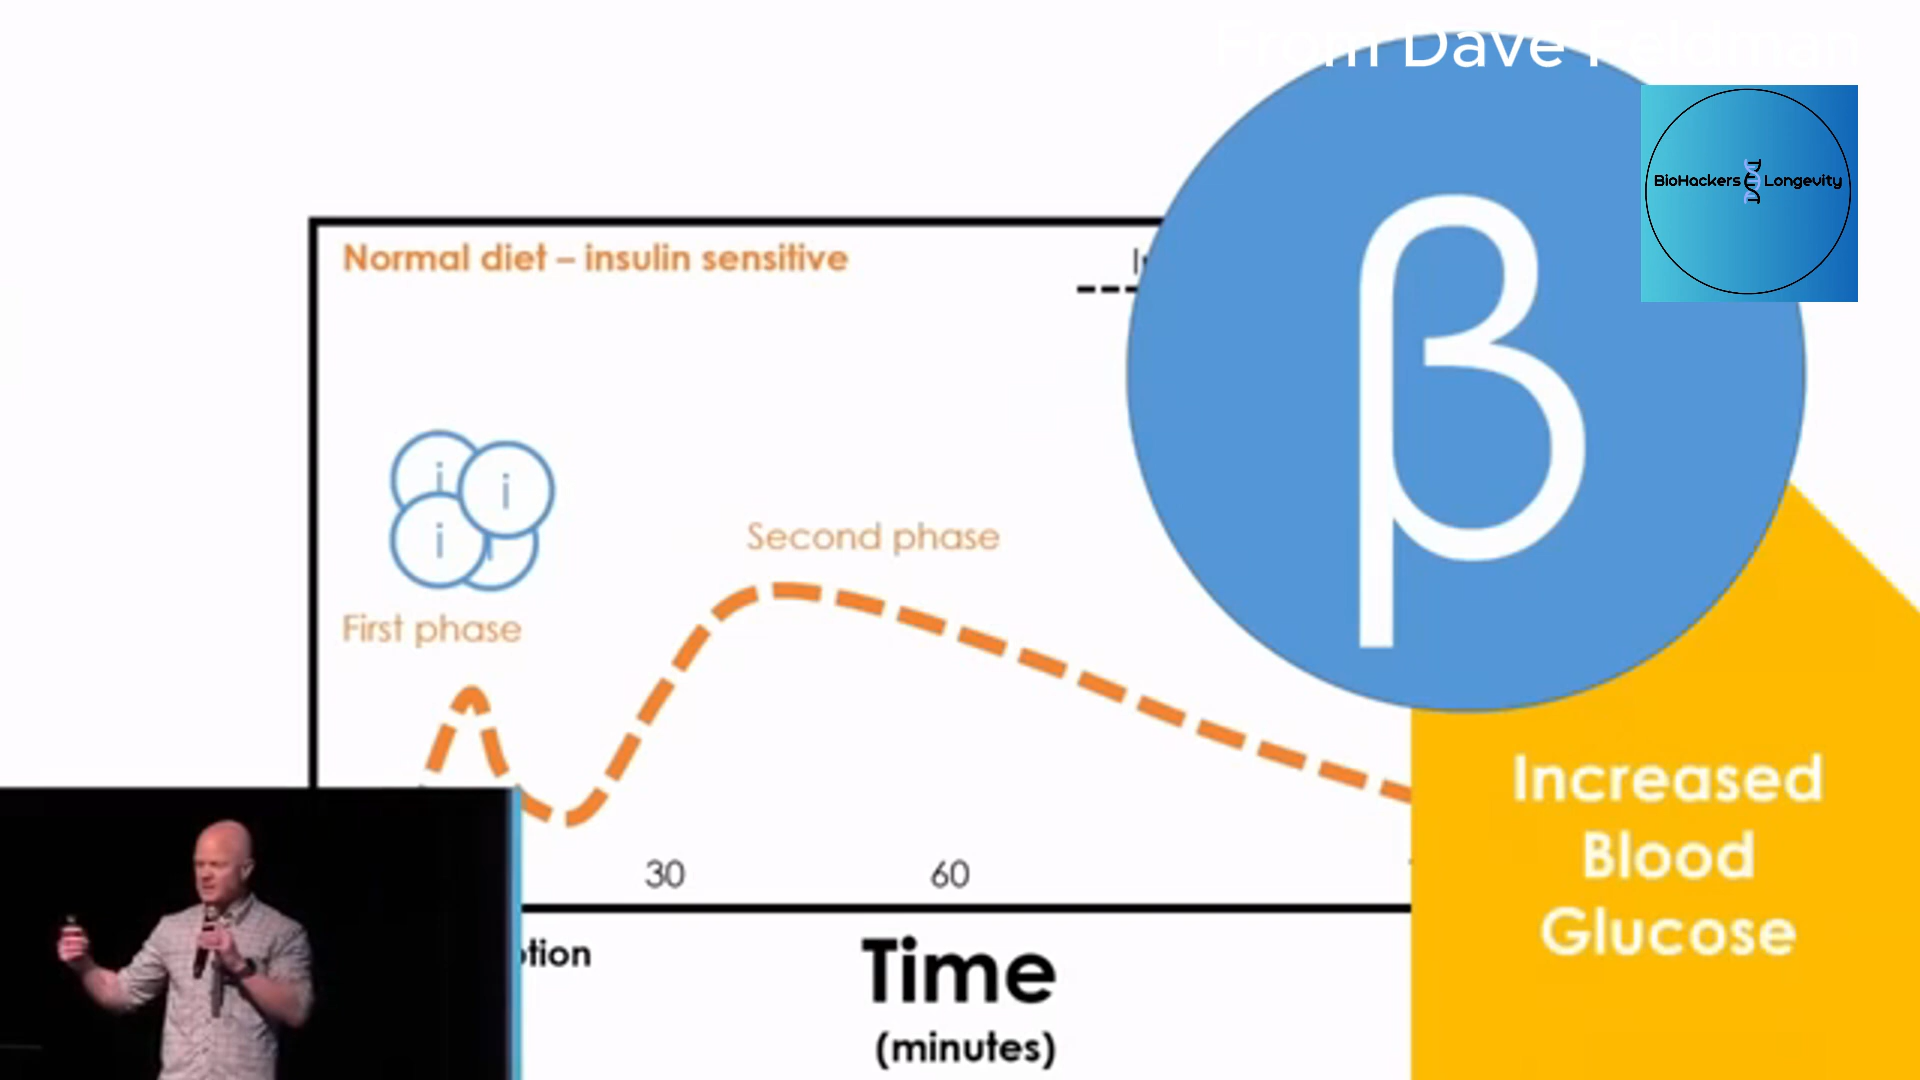 From Dave Feldman
BioHackers Longevity
Normal diet – insulin sensitive
β
i
i
i
Second phase
First phase
Increased
Blood
Glucose
30
60
Time
(minutes)